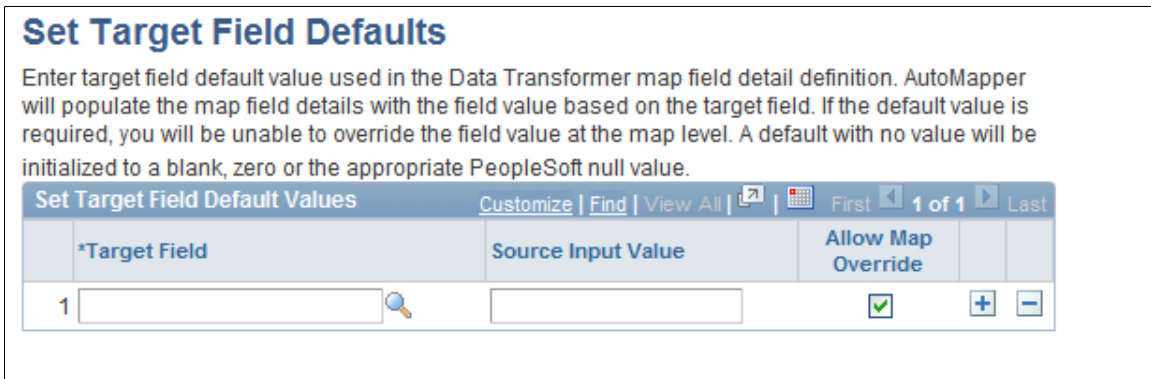 Set Target Field Defaults
Enter target field default value used in the Data Transformer map field detail definition. AutoMapper
will populate the map field details with the field value based on the target field. If the default value is
required, you will be unable to override the field value at the map level. A default with no value will be
initialized to a blank, zero or the appropriate PeopleSoft null value.
Set Target Field Default Values Customize | Find | View All | | First 1 of 1 Last
*Target Field Source Input Value Allow Map
Override
1